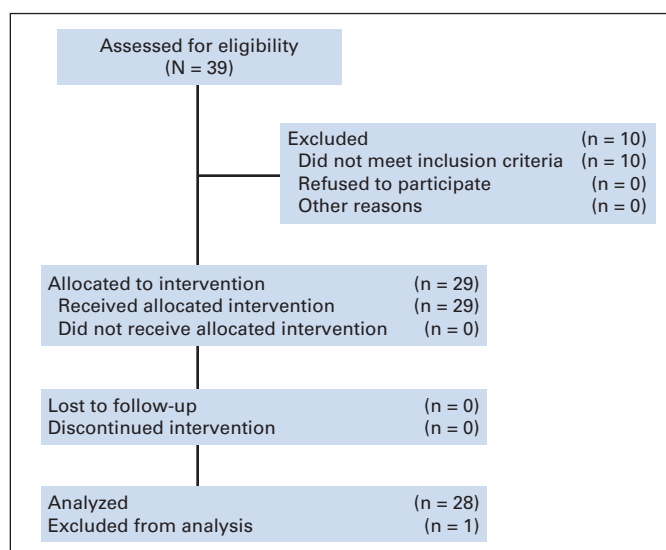 Assessed for eligibility
(N = 39)
Excluded (n = 10)
Did not meet inclusion criteria (n = 10)
Refused to participate (n = 0)
Other reasons (n = 0)
Allocated to intervention (n = 29)
Received allocated intervention (n = 29)
Did not receive allocated intervention (n = 0)
Lost to follow-up (n = 0)
Discontinued intervention (n = 0)
Analyzed (n = 28)
Excluded from analysis (n = 1)